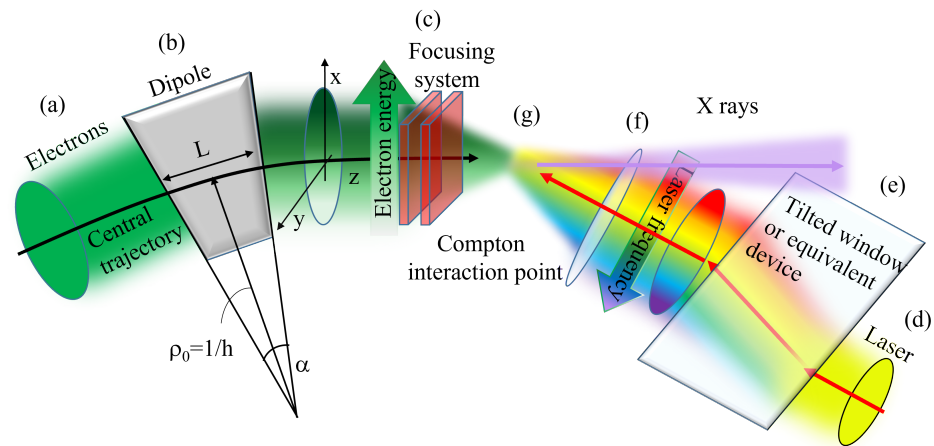 (a)
Electrons
Central
trajectory
(b)
Dipole
L
ρ₀=1/h
α
x
y
z
Electron energy
(c)
Focusing
system
(g)
Compton
interaction point
(f)
Laser frequency
X rays
(e)
Tilted window
or equivalent
device
(d)
Laser